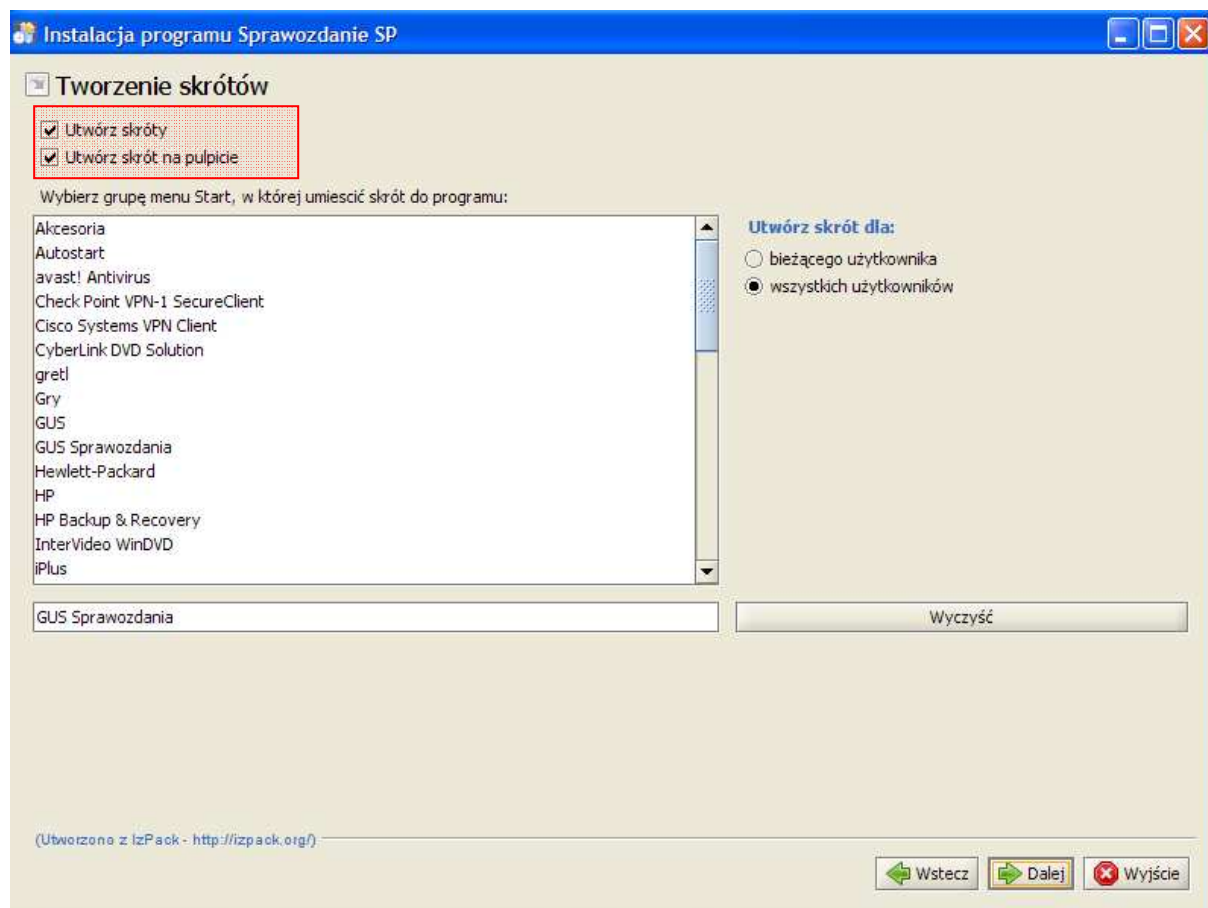 Instalacja programu Sprawozdanie SP
Tworzenie skrótów
Utwórz skróty
Utwórz skrót na pulpicie
Wybierz grupę menu Start, w której umiescić skrót do programu:
Akcesoria
Autostart
avast! Antivirus
Check Point VPN-1 SecureClient
Cisco Systems VPN Client
CyberLink DVD Solution
gretl
Gry
GUS
GUS Sprawozdania
Hewlett-Packard
HP
HP Backup & Recovery
InterVideo WinDVD
iPlus
Utwórz skrót dla:
bieżącego użytkownika
wszystkich użytkowników
GUS Sprawozdania
Wyczyść
(Utworzono z IzPack - http://izpack.org/)
Wstecz
Dalej
Wyjście